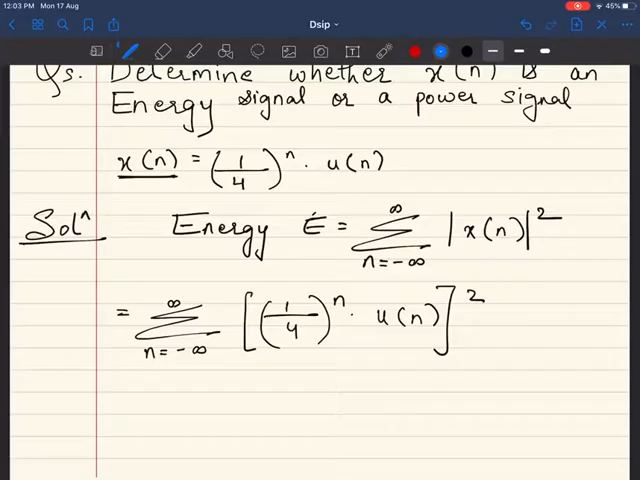 12:03 PM Mon 17 Aug
45%
Dsip
Qs. Determine whether x(n) is an
Energy signal or a power signal
x(n) = (1/4)^n . u(n)
Solⁿ Energy E = ∑_{n=-∞}^{∞} |x(n)|^2
= ∑_{n=-∞}^{∞} [(1/4)^n . u(n)]^2